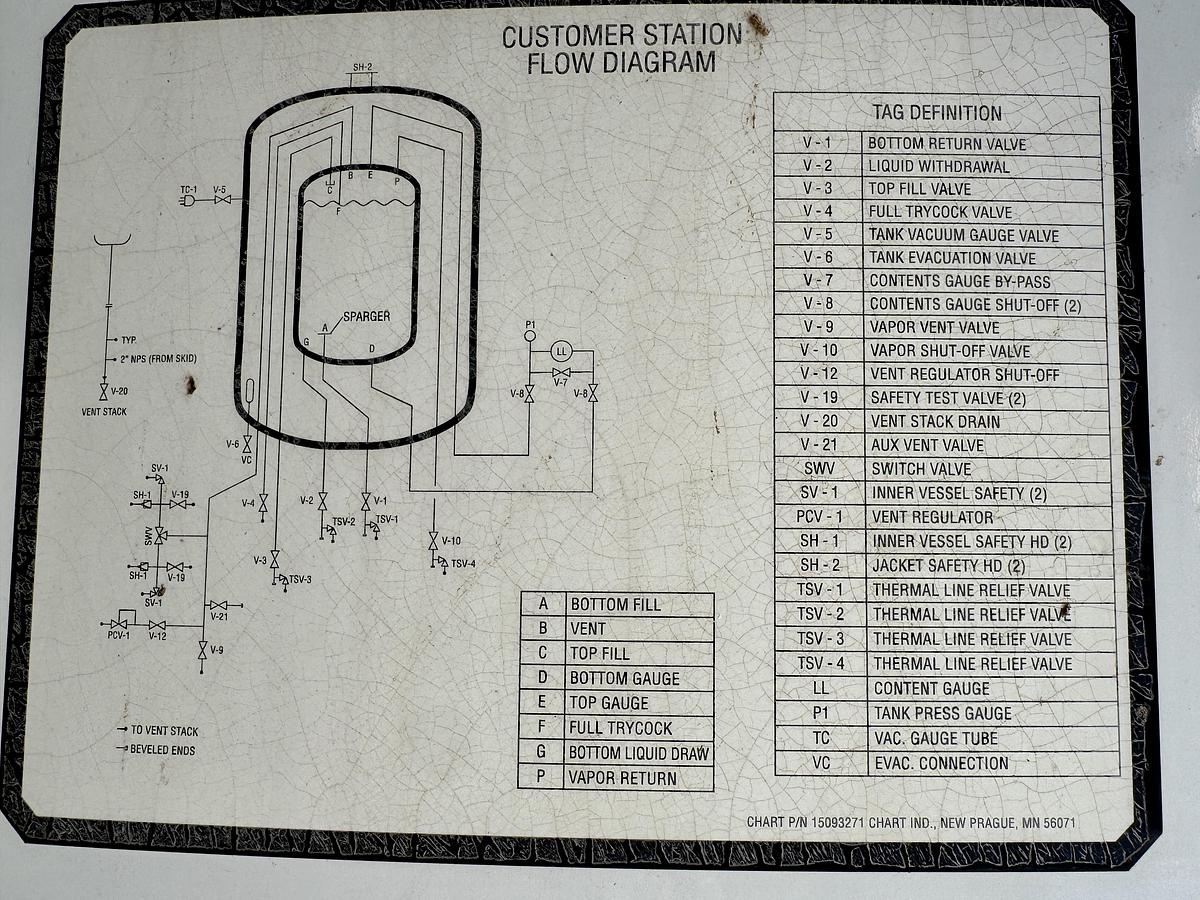 CUSTOMER STATION
FLOW DIAGRAM
SH-2
TC-1
V-5
B
E
P
C
F
SPARGER
A
G
D
TYP.
2" NPS (FROM SKID)
V-20
VENT STACK
P1
LL
V-7
V-8
V-8
V-6
VC
SV-1
SH-1
V-19
SWV
SH-1
V-19
SV-1
PCV-1
V-12
V-21
V-9
V-4
V-3
TSV-3
V-2
TSV-2
V-1
TSV-1
V-10
TSV-4
TO VENT STACK
BEVELED ENDS
A BOTTOM FILL
B VENT
C TOP FILL
D BOTTOM GAUGE
E TOP GAUGE
F FULL TRYCOCK
G BOTTOM LIQUID DRAW
P VAPOR RETURN
TAG DEFINITION
V - 1 BOTTOM RETURN VALVE
V - 2 LIQUID WITHDRAWAL
V - 3 TOP FILL VALVE
V - 4 FULL TRYCOCK VALVE
V - 5 TANK VACUUM GAUGE VALVE
V - 6 TANK EVACUATION VALVE
V - 7 CONTENTS GAUGE BY-PASS
V - 8 CONTENTS GAUGE SHUT-OFF (2)
V - 9 VAPOR VENT VALVE
V - 10 VAPOR SHUT-OFF VALVE
V - 12 VENT REGULATOR SHUT-OFF
V - 19 SAFETY TEST VALVE (2)
V - 20 VENT STACK DRAIN
V - 21 AUX VENT VALVE
SWV SWITCH VALVE
SV - 1 INNER VESSEL SAFETY (2)
PCV - 1 VENT REGULATOR
SH - 1 INNER VESSEL SAFETY HD (2)
SH - 2 JACKET SAFETY HD (2)
TSV - 1 THERMAL LINE RELIEF VALVE
TSV - 2 THERMAL LINE RELIEF VALVE
TSV - 3 THERMAL LINE RELIEF VALVE
TSV - 4 THERMAL LINE RELIEF VALVE
LL CONTENT GAUGE
P1 TANK PRESS GAUGE
TC VAC. GAUGE TUBE
VC EVAC. CONNECTION
CHART P/N 15093271 CHART IND., NEW PRAGUE, MN 56071